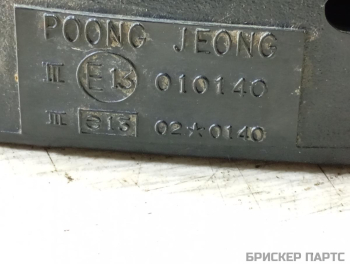 POONG JEONG
III E13 010140
III e13 02*0140
БРИСКЕР ПАРТС